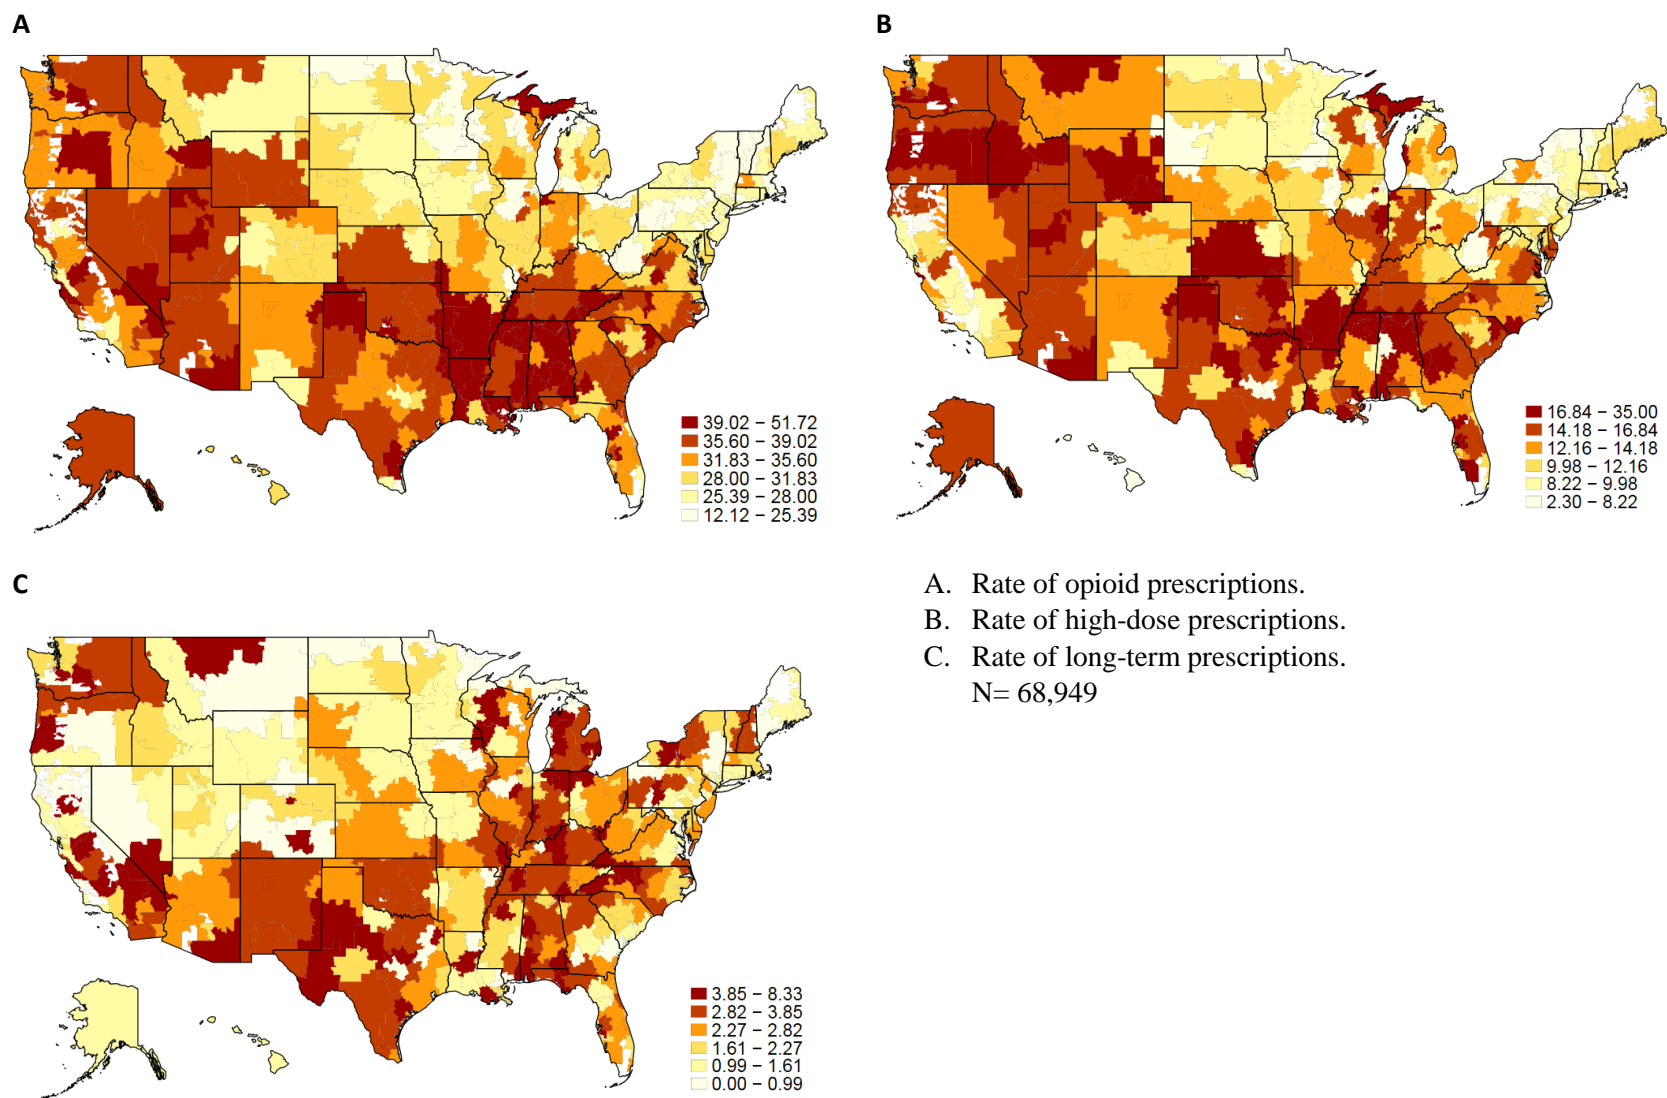 A
39.02 – 51.72
35.60 – 39.02
31.83 – 35.60
28.00 – 31.83
25.39 – 28.00
12.12 – 25.39
B
16.84 – 35.00
14.18 – 16.84
12.16 – 14.18
9.98 – 12.16
8.22 – 9.98
2.30 – 8.22
C
3.85 – 8.33
2.82 – 3.85
2.27 – 2.82
1.61 – 2.27
0.99 – 1.61
0.00 – 0.99
A. Rate of opioid prescriptions.
B. Rate of high-dose prescriptions.
C. Rate of long-term prescriptions.
N= 68,949